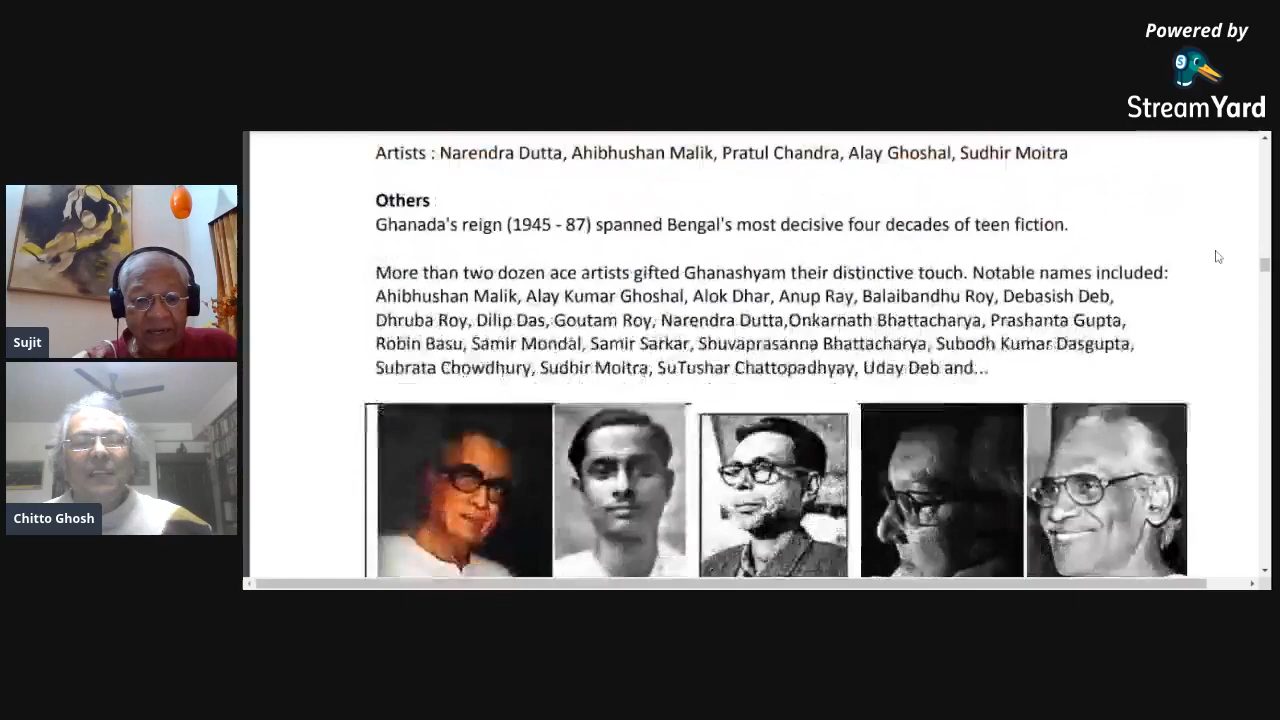 Powered by
StreamYard
Artists : Narendra Dutta, Ahibhushan Malik, Pratul Chandra, Alay Ghoshal, Sudhir Moitra
Others
Ghanada's reign (1945 - 87) spanned Bengal's most decisive four decades of teen fiction.
More than two dozen ace artists gifted Ghanashyam their distinctive touch. Notable names included:
Ahibhushan Malik, Alay Kumar Ghoshal, Alok Dhar, Anup Ray, Balaibandhu Roy, Debasish Deb,
Dhruba Roy, Dilip Das, Goutam Roy, Narendra Dutta,Onkarnath Bhattacharya, Prashanta Gupta,
Robin Basu, Samir Mondal, Samir Sarkar, Shuvaprasanna Bhattacharya, Subodh Kumar Dasgupta,
Subrata Chowdhury, Sudhir Moitra, SuTushar Chattopadhyay, Uday Deb and...
Sujit
Chitto Ghosh